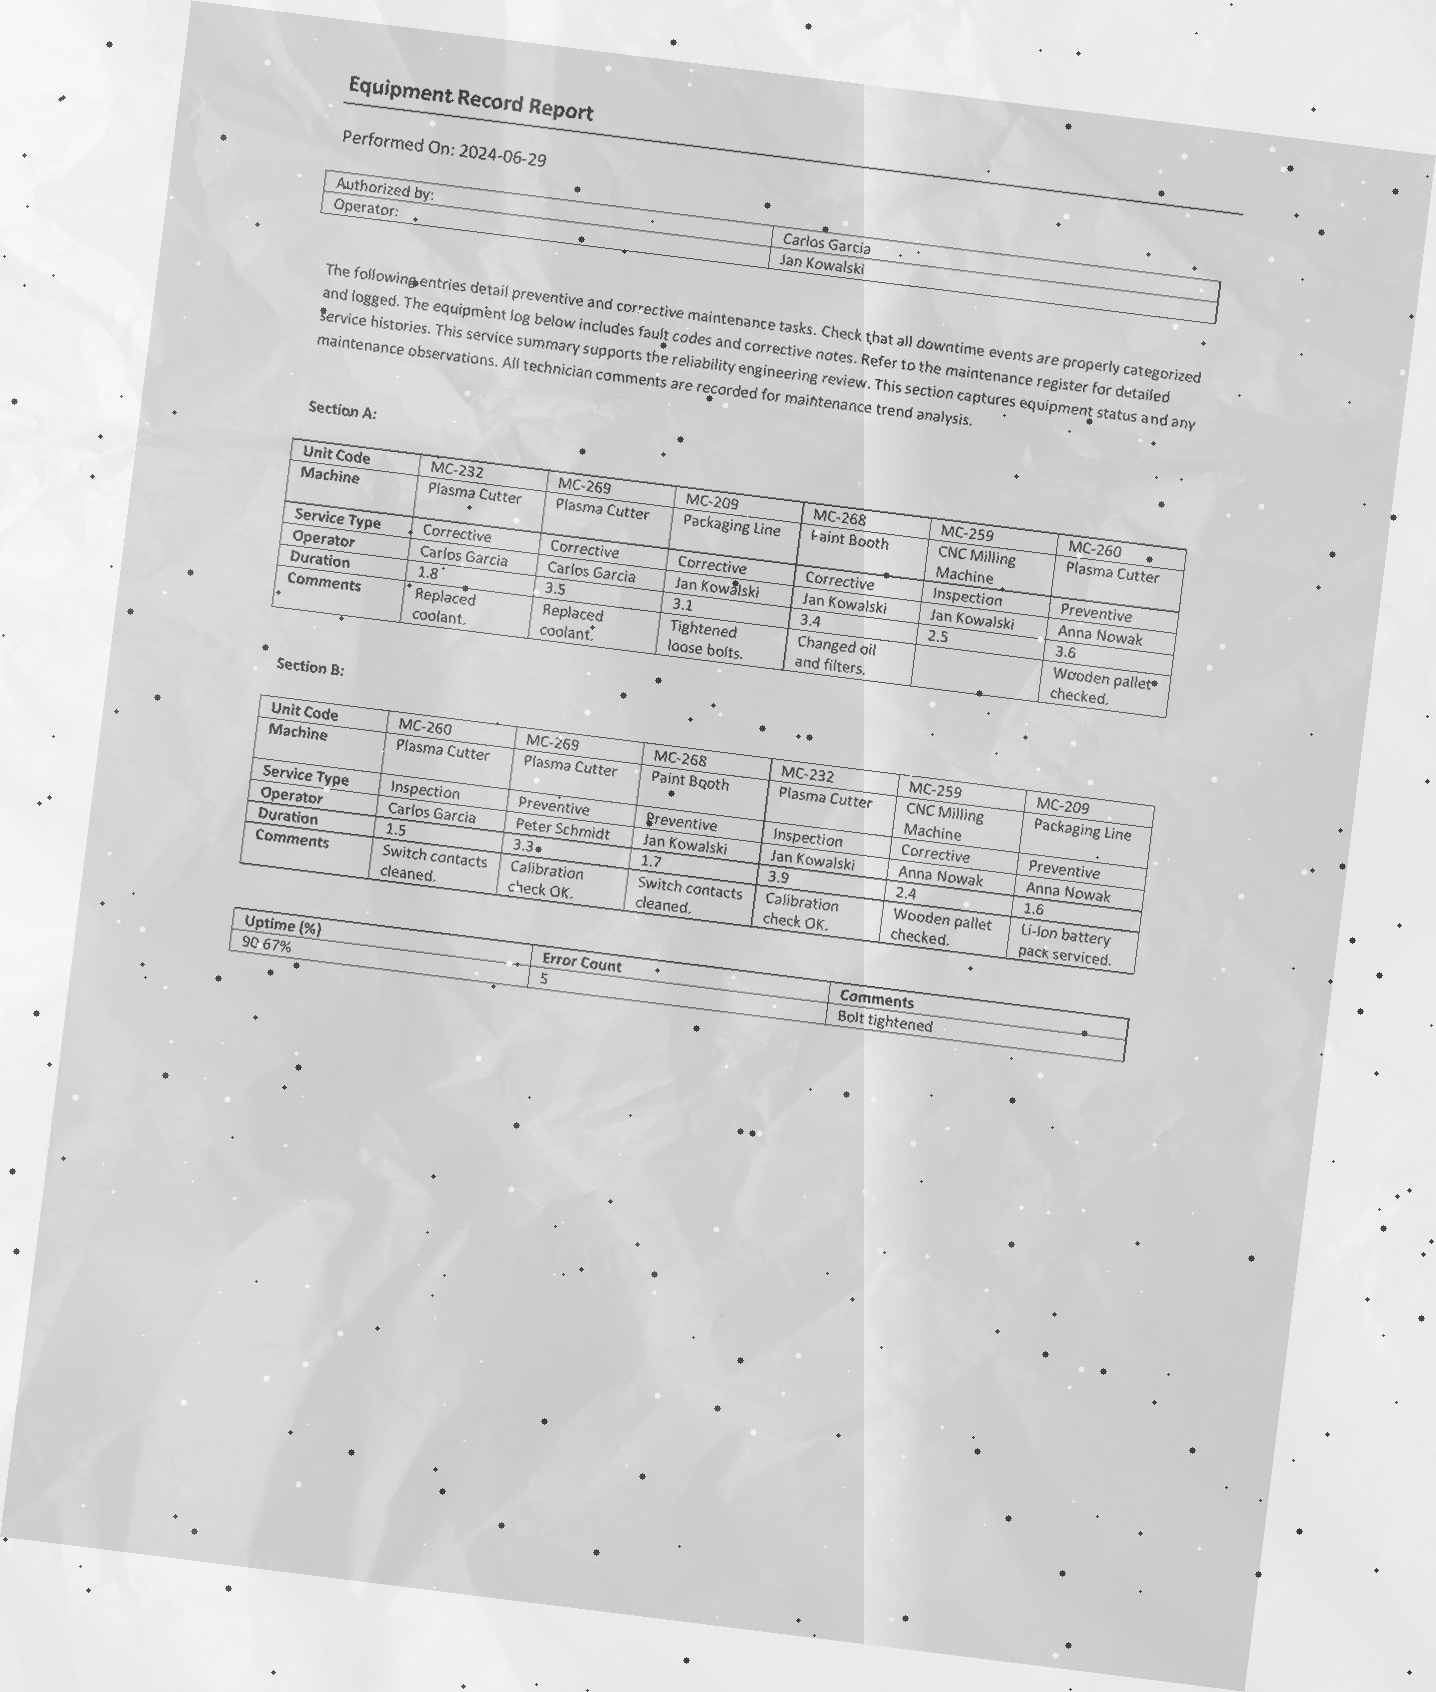 Equipment Record Report
Performed On: 2024-06-29
Authorized by: Carlos Garcia
Operator: Jan Kowalski
The following entries detail preventive and corrective maintenance tasks. Check that all downtime events are properly categorized
and logged. The equipment log below includes fault codes and corrective notes. Refer to the maintenance register for detailed
service histories. This service summary supports the reliability engineering review. This section captures equipment status and any
maintenance observations. All technician comments are recorded for maintenance trend analysis.
Section A:
Unit Code MC-232 MC-269 MC-209 MC-268 MC-259 MC-260
Machine Plasma Cutter Plasma Cutter Packaging Line Paint Booth CNC Milling Plasma Cutter
Machine
Service Type Corrective Corrective Corrective Corrective Inspection Preventive
Operator Carlos Garcia Carlos Garcia Jan Kowalski Jan Kowalski Jan Kowalski Anna Nowak
Duration 1.8 3.5 3.1 3.4 2.5 3.6
Comments Replaced Replaced Tightened Changed oil Wooden pallet
coolant. coolant. loose bolts. and filters. checked.
Section B:
Unit Code MC-260 MC-269 MC-268 MC-232 MC-259 MC-209
Machine Plasma Cutter Plasma Cutter Paint Booth Plasma Cutter CNC Milling Packaging Line
Machine
Service Type Inspection Preventive Preventive Inspection Corrective Preventive
Operator Carlos Garcia Peter Schmidt Jan Kowalski Jan Kowalski Anna Nowak Anna Nowak
Duration 1.5 3.3 1.7 3.9 2.4 1.6
Comments Switch contacts Calibration Switch contacts Calibration Wooden pallet Li-Ion battery
cleaned. check OK. cleaned. check OK. checked. pack serviced.
Uptime (%) Error Count Comments
90.67% 5 Bolt tightened